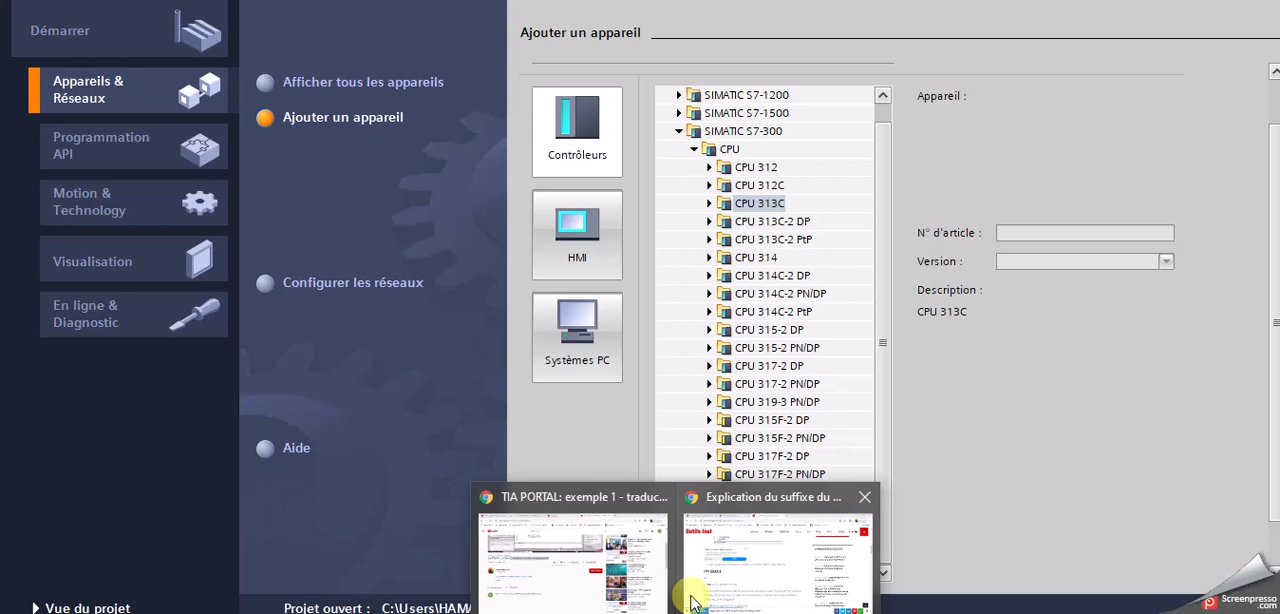 Démarrer
Appareils &
Réseaux
Programmation
API
Motion &
Technology
Visualisation
En ligne &
Diagnostic
Afficher tous les appareils
Ajouter un appareil
Configurer les réseaux
Aide
Ajouter un appareil
Contrôleurs
HMI
Systèmes PC
SIMATIC S7-1200
SIMATIC S7-1500
SIMATIC S7-300
CPU
CPU 312
CPU 312C
CPU 313C
CPU 313C-2 DP
CPU 313C-2 PtP
CPU 314
CPU 314C-2 DP
CPU 314C-2 PN/DP
CPU 314C-2 PtP
CPU 315-2 DP
CPU 315-2 PN/DP
CPU 317-2 DP
CPU 317-2 PN/DP
CPU 319-3 PN/DP
CPU 315F-2 DP
CPU 315F-2 PN/DP
CPU 317F-2 DP
CPU 317F-2 PN/DP
Appareil :
N° d'article :
Version :
Description :
CPU 313C
TIA PORTAL: exemple 1 - traduc...
Explication du suffixe du ...
Screenpresso